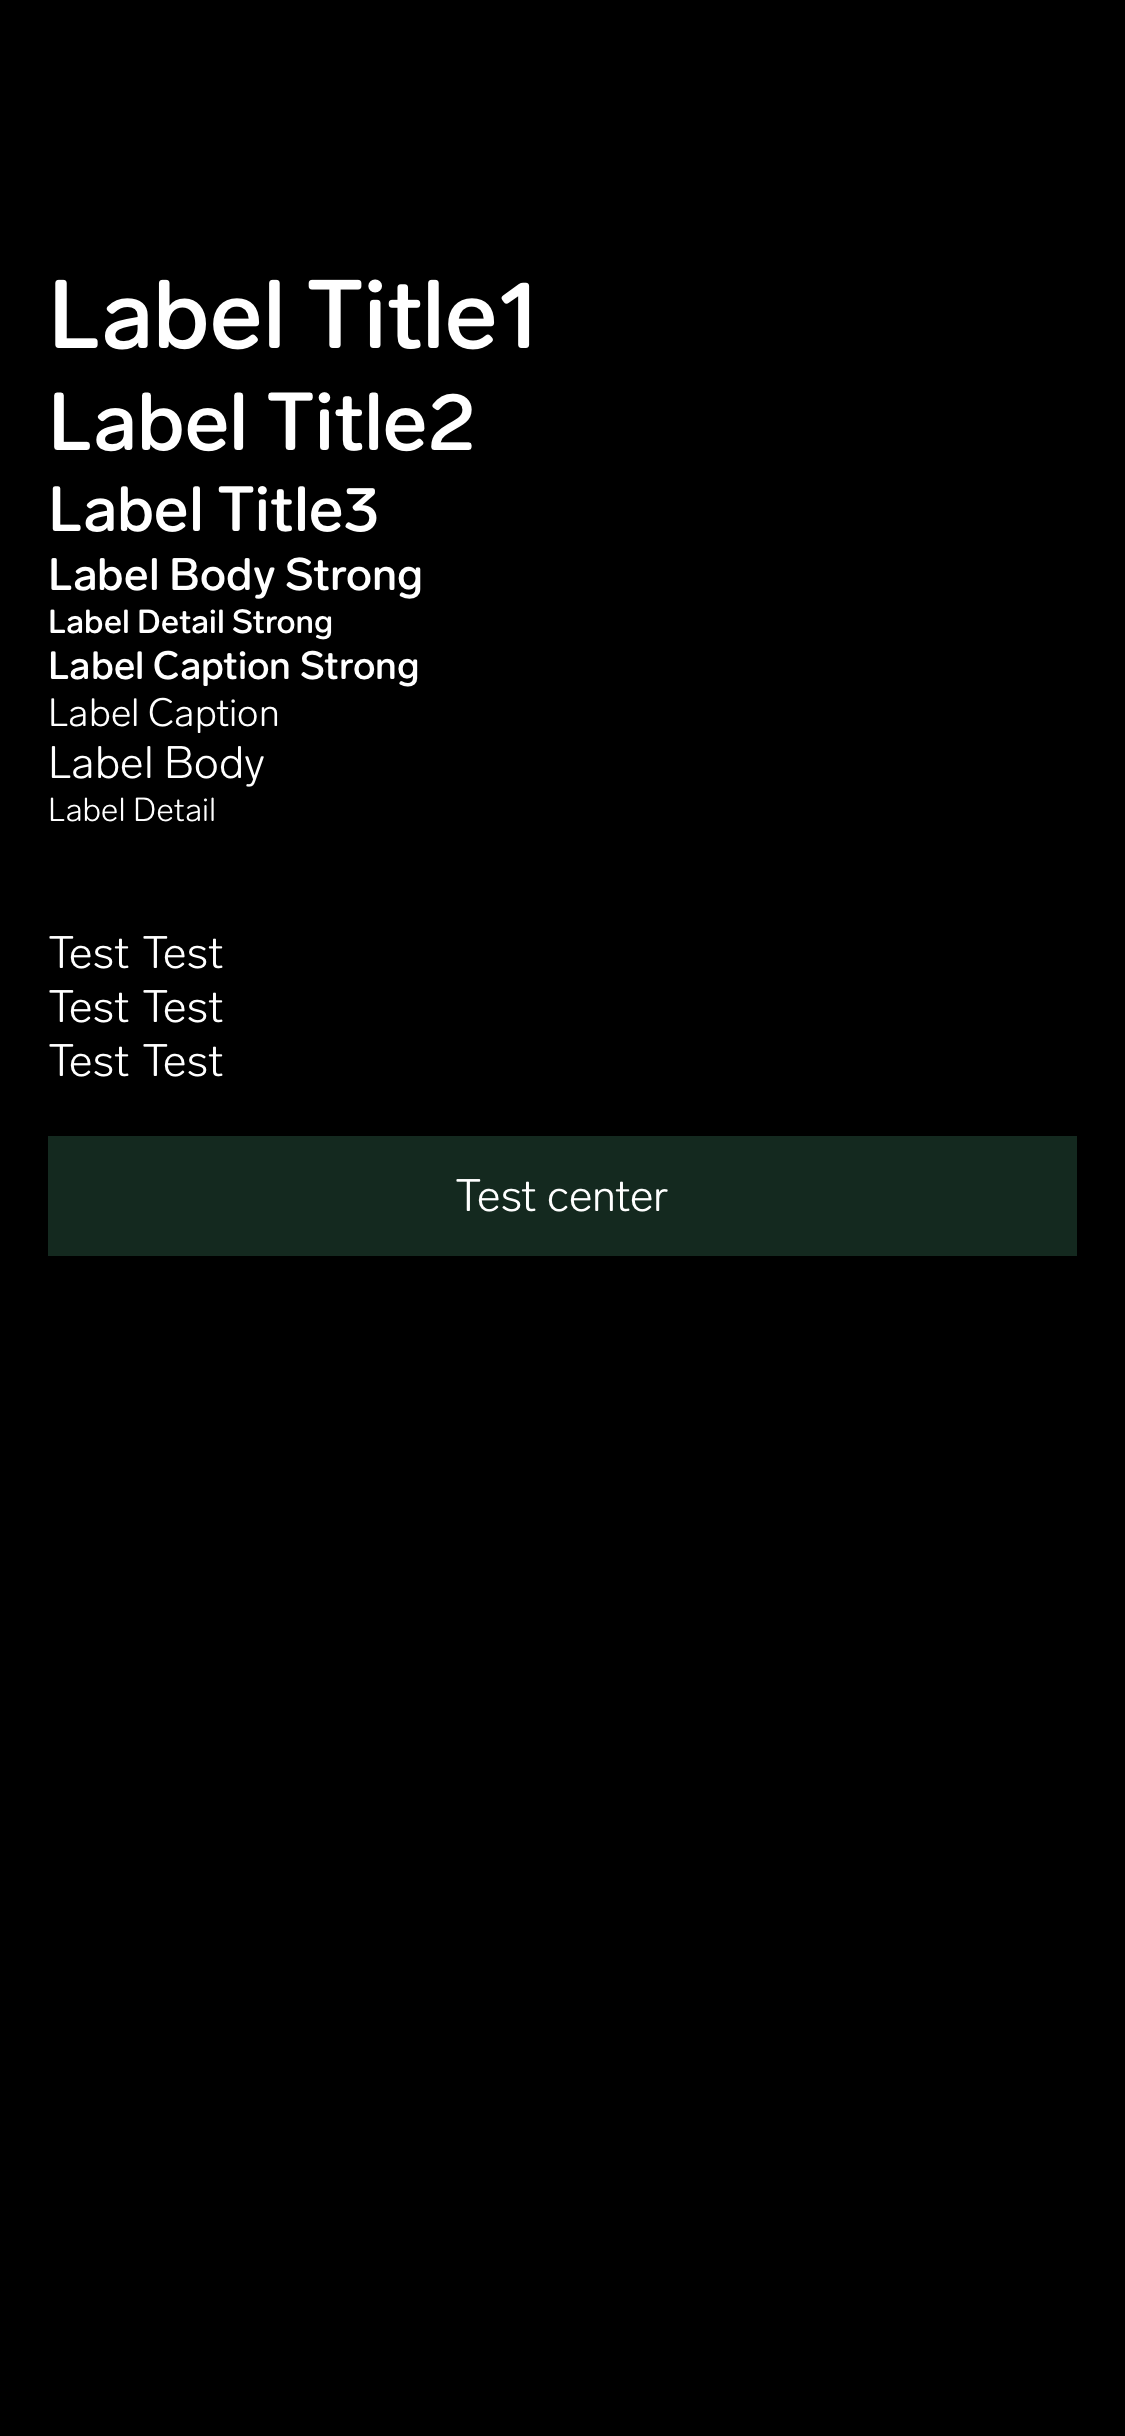 Label Title1
Label Title2
Label Title3
Label Body Strong
Label Detail Strong
Label Caption Strong
Label Caption
Label Body
Label Detail
Test Test
Test Test
Test Test
Test center